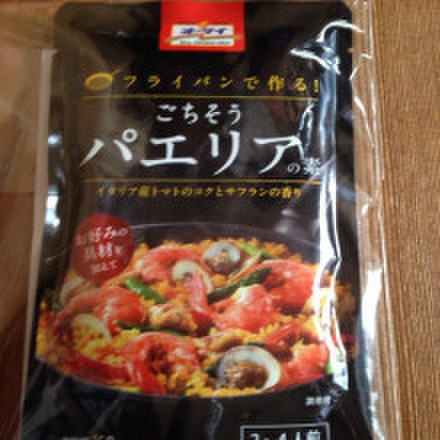 オーマイ
フライパンで作る!
ごちそう
パエリアの素
イタリア産トマトのコクとサフランの香り
お好みの
具材を
加えて